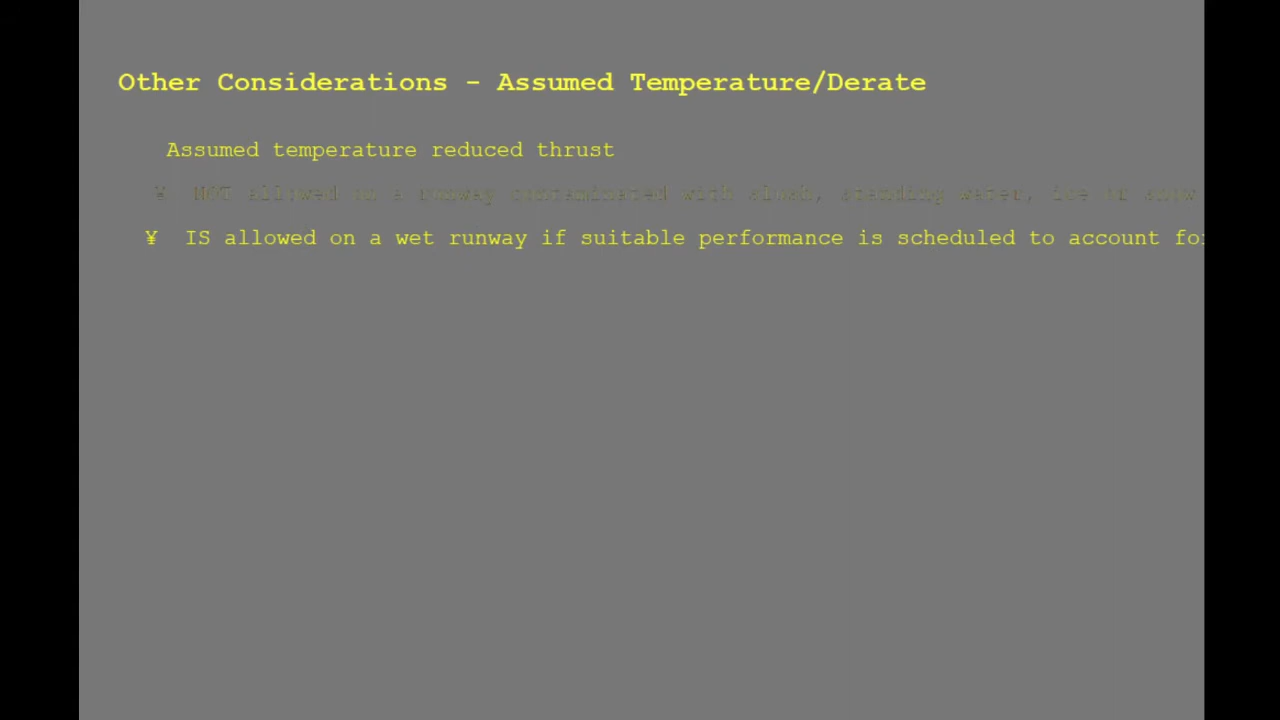 Other Considerations - Assumed Temperature/Derate
Assumed temperature reduced thrust
¥ NOT allowed on a runway contaminated with slush, standing water, ice or snow
¥ IS allowed on a wet runway if suitable performance is scheduled to account for